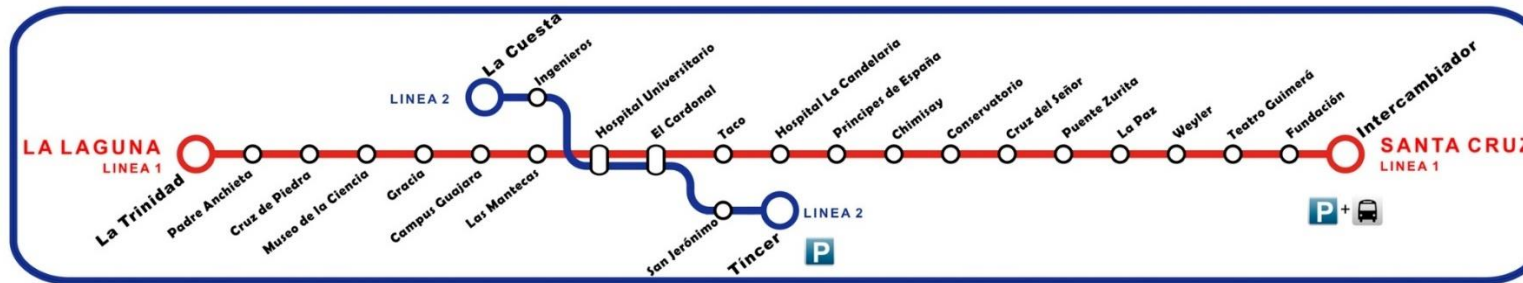 LA LAGUNA
LINEA 1
La Trinidad
Padre Anchieta
Cruz de Piedra
Museo de la Ciencia
Gracia
Campus Guajara
Las Mantecas
LINEA 2
La Cuesta
Ingenieros
Hospital Universitario
El Cardonal
San Jerónimo
Tíncer
LINEA 2
P
Taco
Hospital La Candelaria
Principes de España
Chimisay
Conservatorio
Cruz del Señor
Puente Zurita
La Paz
Weyler
Teatro Guimerá
Fundación
Intercambiador
SANTA CRUZ
LINEA 1
P +